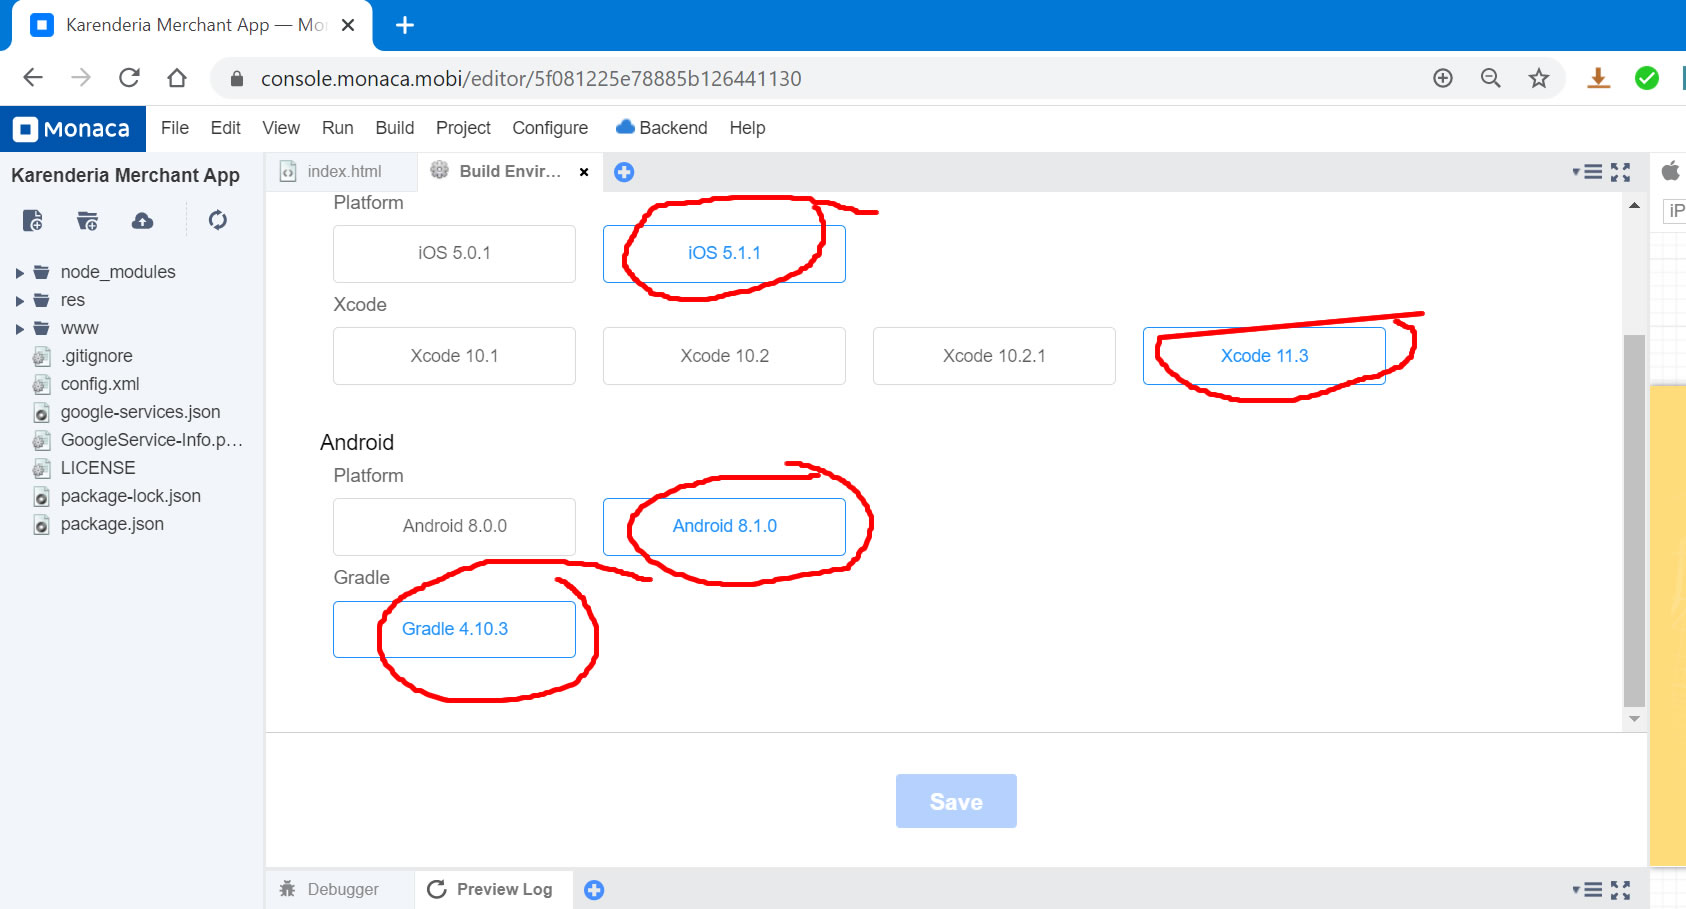 Karenderia Merchant App — Mo
console.monaca.mobi/editor/5f081225e78885b126441130
Monaca File Edit View Run Build Project Configure Backend Help
Karenderia Merchant App
index.html Build Envir...
iP
node_modules
res
www
.gitignore
config.xml
google-services.json
GoogleService-Info.p...
LICENSE
package-lock.json
package.json
Platform
iOS 5.0.1 iOS 5.1.1
Xcode
Xcode 10.1 Xcode 10.2 Xcode 10.2.1 Xcode 11.3
Android
Platform
Android 8.0.0 Android 8.1.0
Gradle
Gradle 4.10.3
Save
Debugger Preview Log